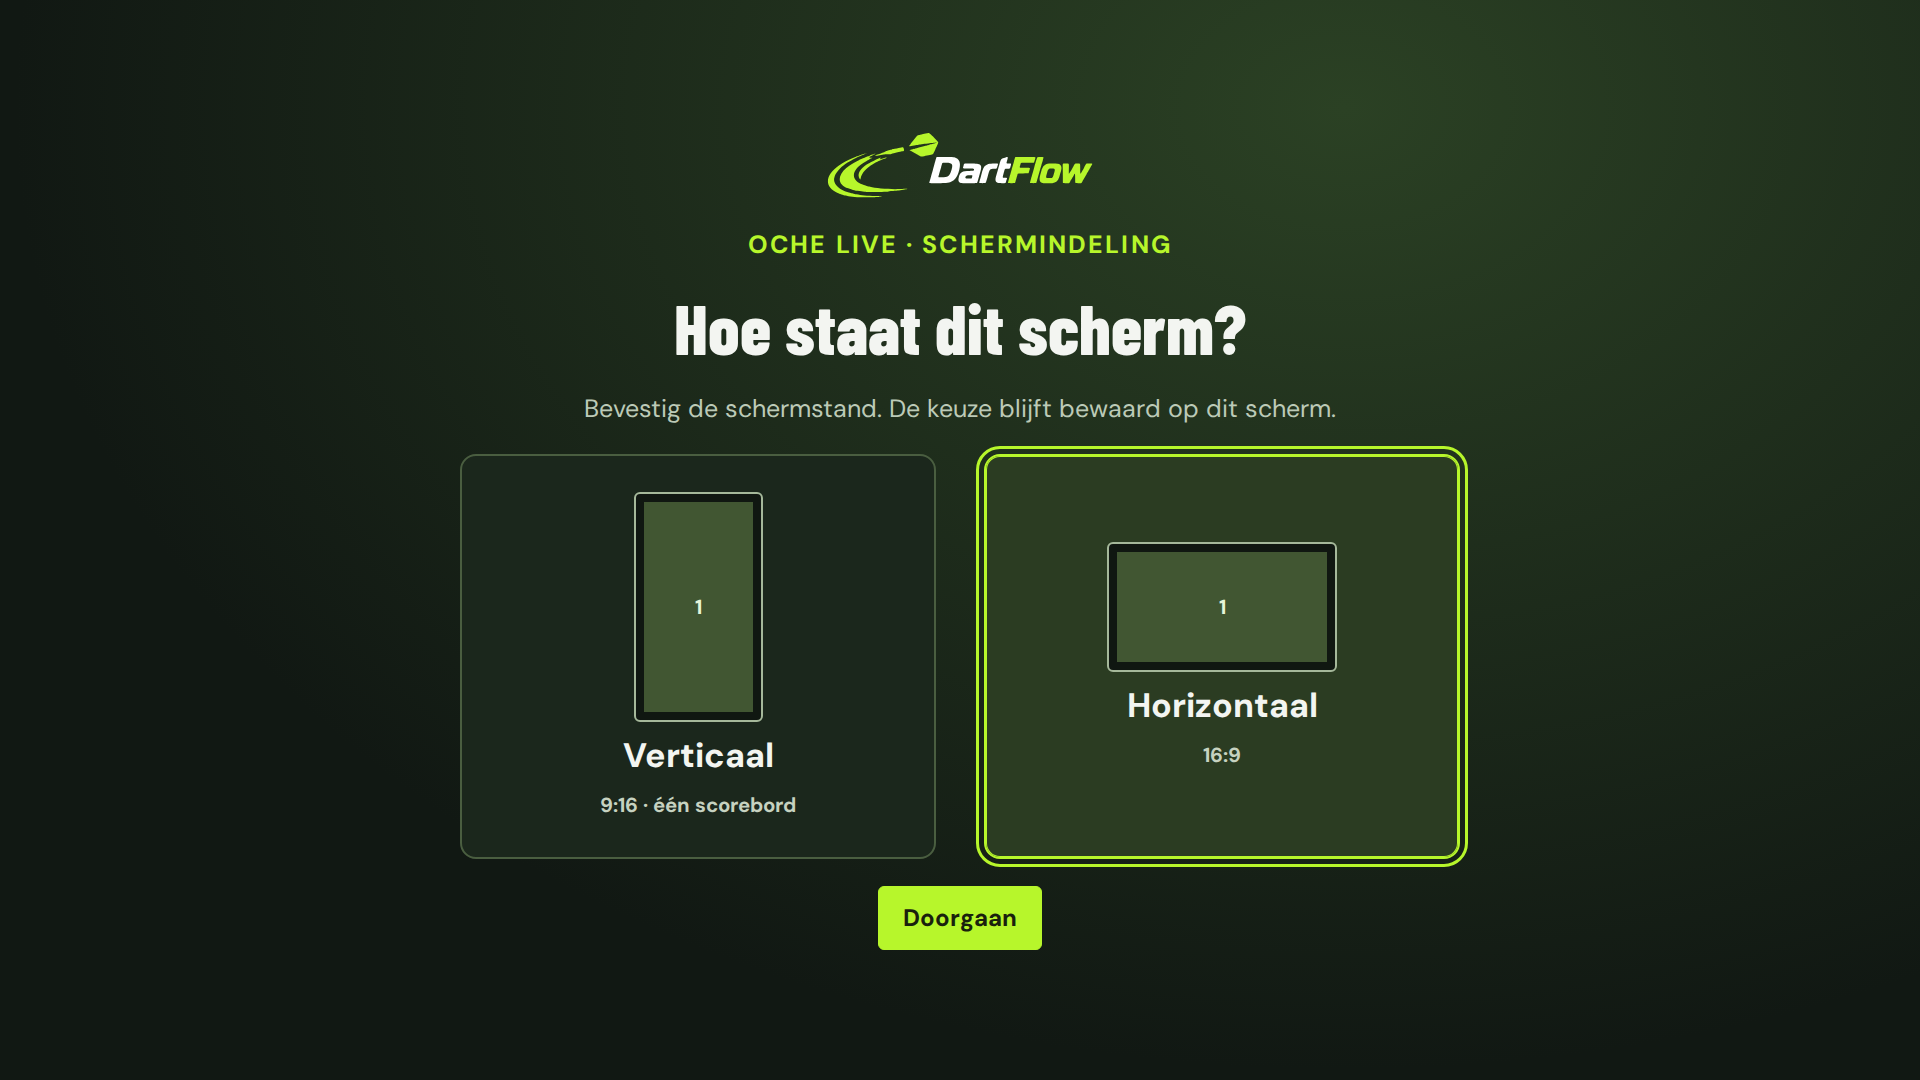 DartFlow
OCHE LIVE · SCHERMINDELING
Hoe staat dit scherm?
Bevestig de schermstand. De keuze blijft bewaard op dit scherm.
1
Verticaal
9:16 · één scorebord
1
Horizontaal
16:9
Doorgaan